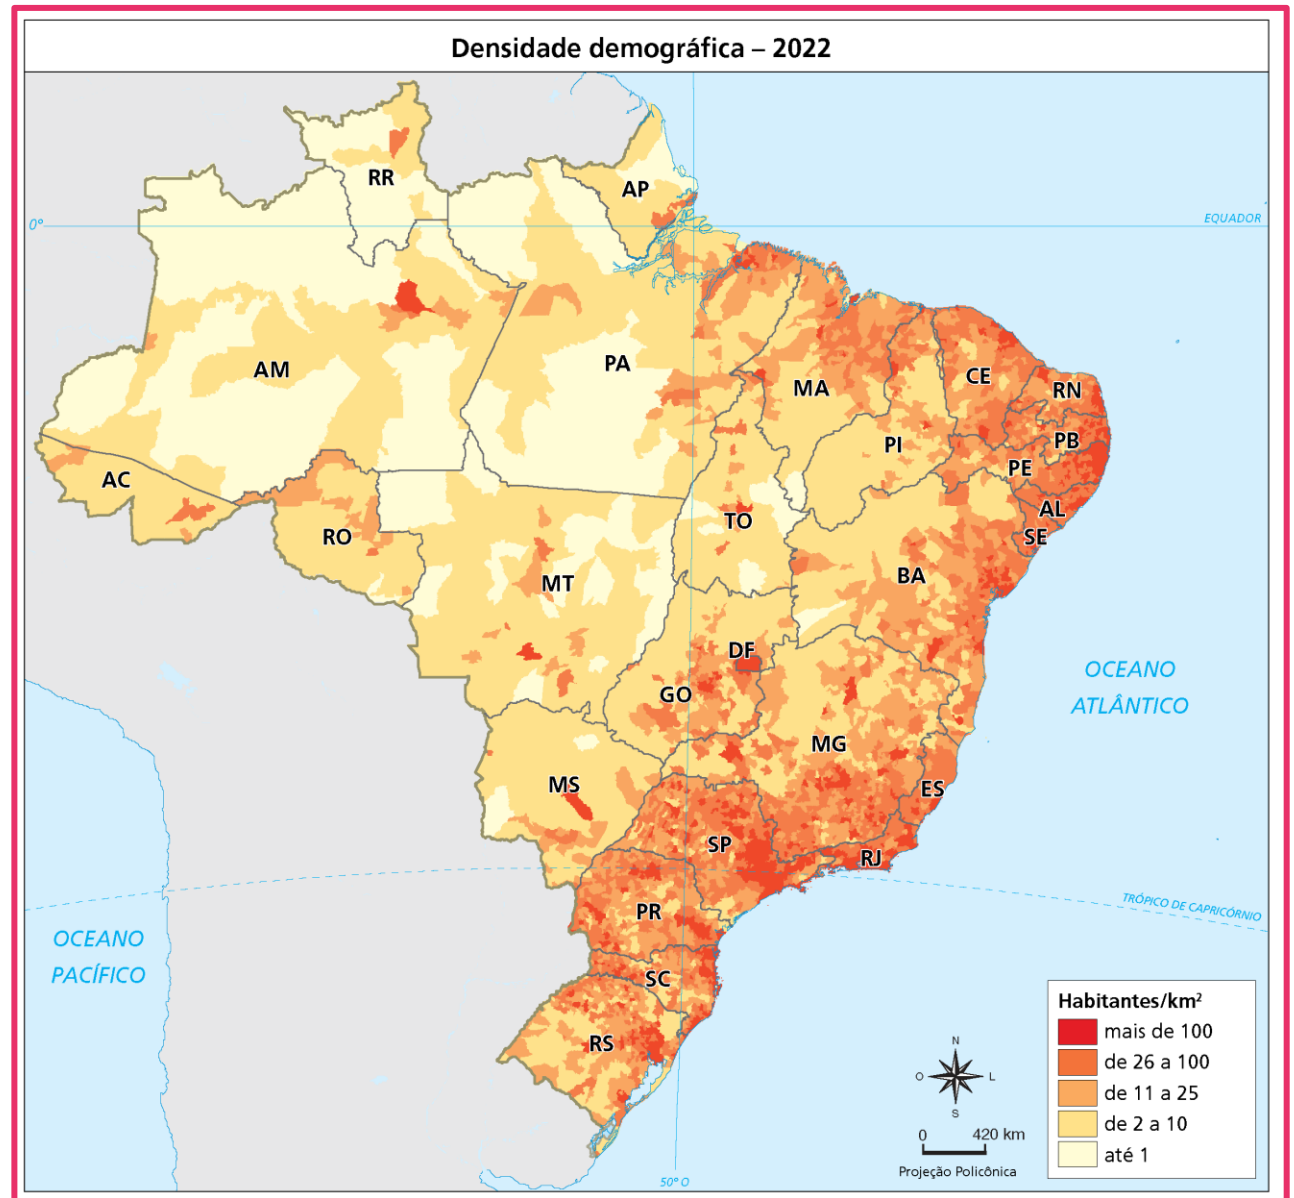 Densidade demográfica – 2022
RR
AP
0º
EQUADOR
AM
PA
MA
CE
RN
PB
PI
PE
AC
AL
TO
SE
RO
BA
MT
DF
OCEANO
ATLÂNTICO
GO
MG
MS
ES
SP
RJ
PR
TRÓPICO DE CAPRICÓRNIO
OCEANO
PACÍFICO
SC
RS
Habitantes/km²
mais de 100
de 26 a 100
de 11 a 25
de 2 a 10
até 1
N
O
L
S
0 420 km
Projeção Policônica
50º O